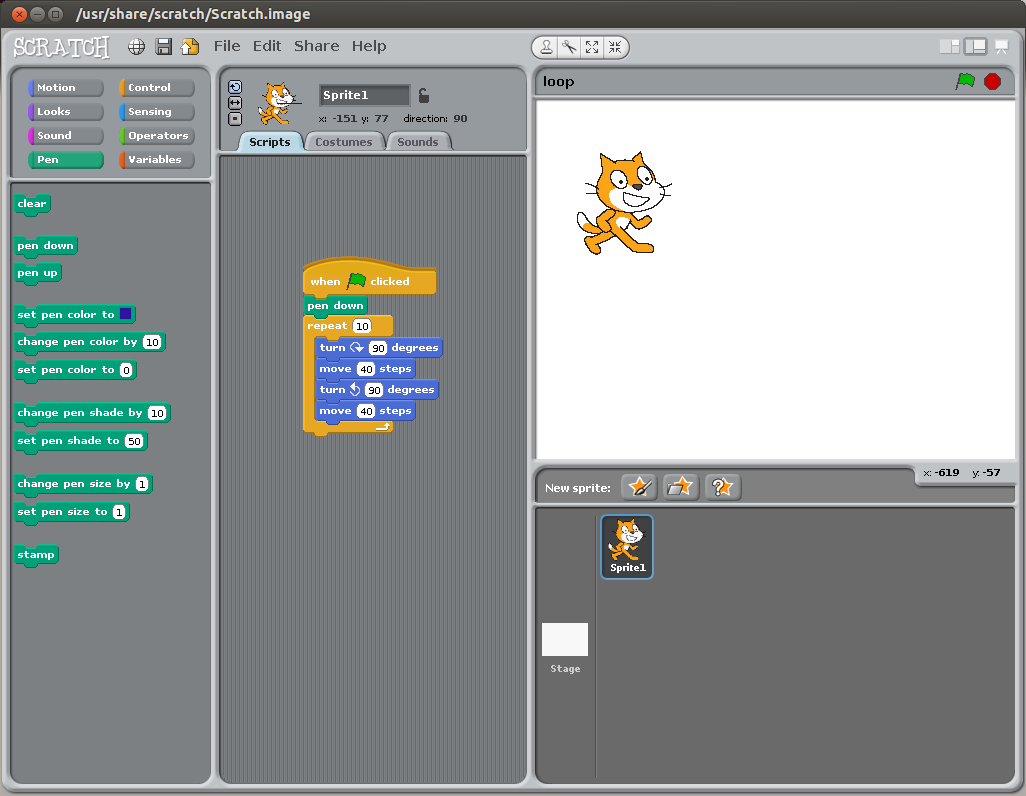 /usr/share/scratch/Scratch.image
SCRATCH File Edit Share Help
Motion Control
Looks Sensing
Sound Operators
Pen Variables
clear
pen down
pen up
set pen color to
change pen color by 10
set pen color to 0
change pen shade by 10
set pen shade to 50
change pen size by 1
set pen size to 1
stamp
Sprite1
x: -151 y: 77 direction: 90
Scripts Costumes Sounds
when clicked
pen down
repeat 10
turn 90 degrees
move 40 steps
turn 90 degrees
move 40 steps
loop
x: -619 y: -57
New sprite:
Sprite1
Stage